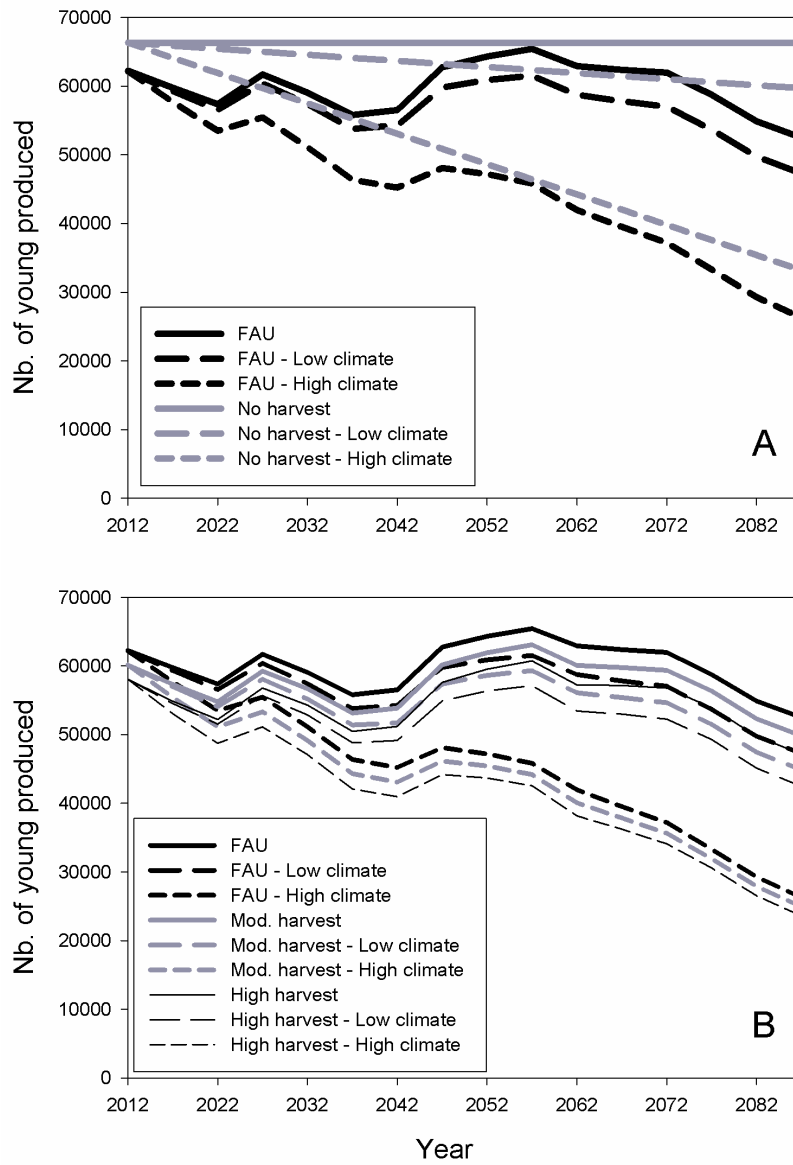 70000
60000
50000
40000
30000
20000
10000
0
Nb. of young produced
FAU
FAU - Low climate
FAU - High climate
No harvest
No harvest - Low climate
No harvest - High climate
A
2012 2022 2032 2042 2052 2062 2072 2082
70000
60000
50000
40000
30000
20000
10000
0
Nb. of young produced
FAU
FAU - Low climate
FAU - High climate
Mod. harvest
Mod. harvest - Low climate
Mod. harvest - High climate
High harvest
High harvest - Low climate
High harvest - High climate
B
2012 2022 2032 2042 2052 2062 2072 2082
Year